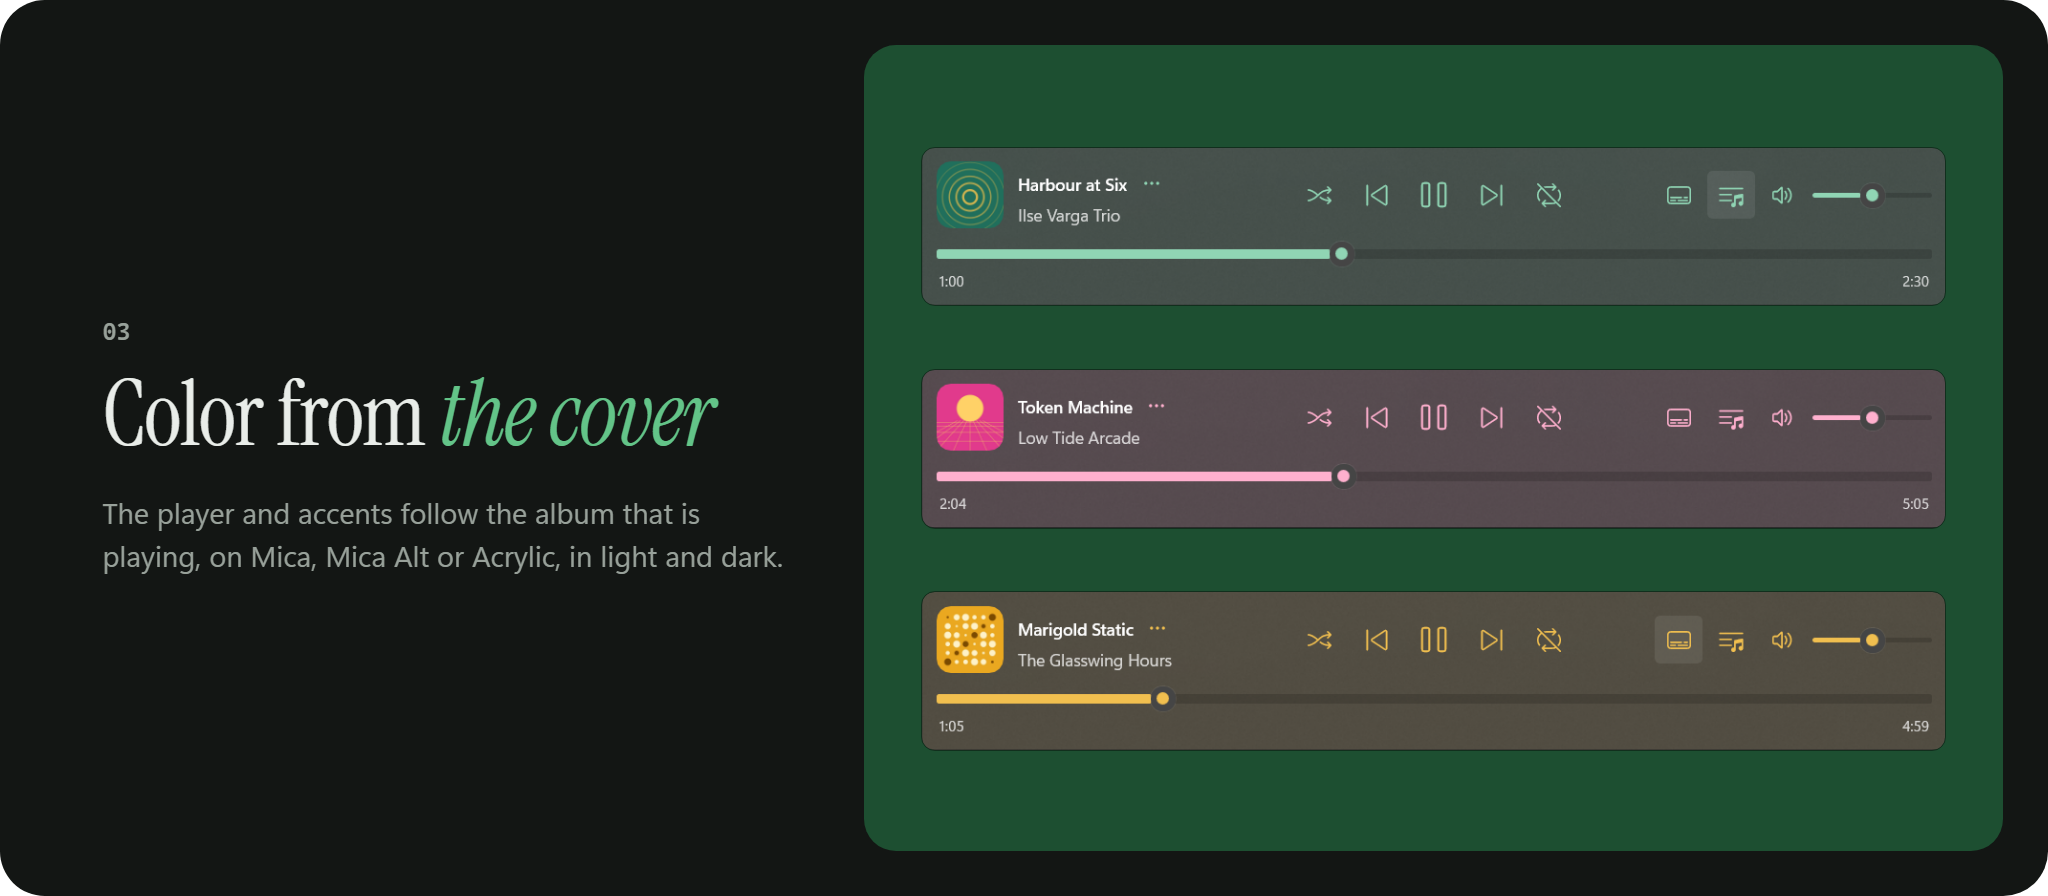 03
Color from the cover
The player and accents follow the album that is
playing, on Mica, Mica Alt or Acrylic, in light and dark.
Harbour at Six
Ilse Varga Trio
1:00
2:30
Token Machine
Low Tide Arcade
2:04
5:05
Marigold Static
The Glasswing Hours
1:05
4:59